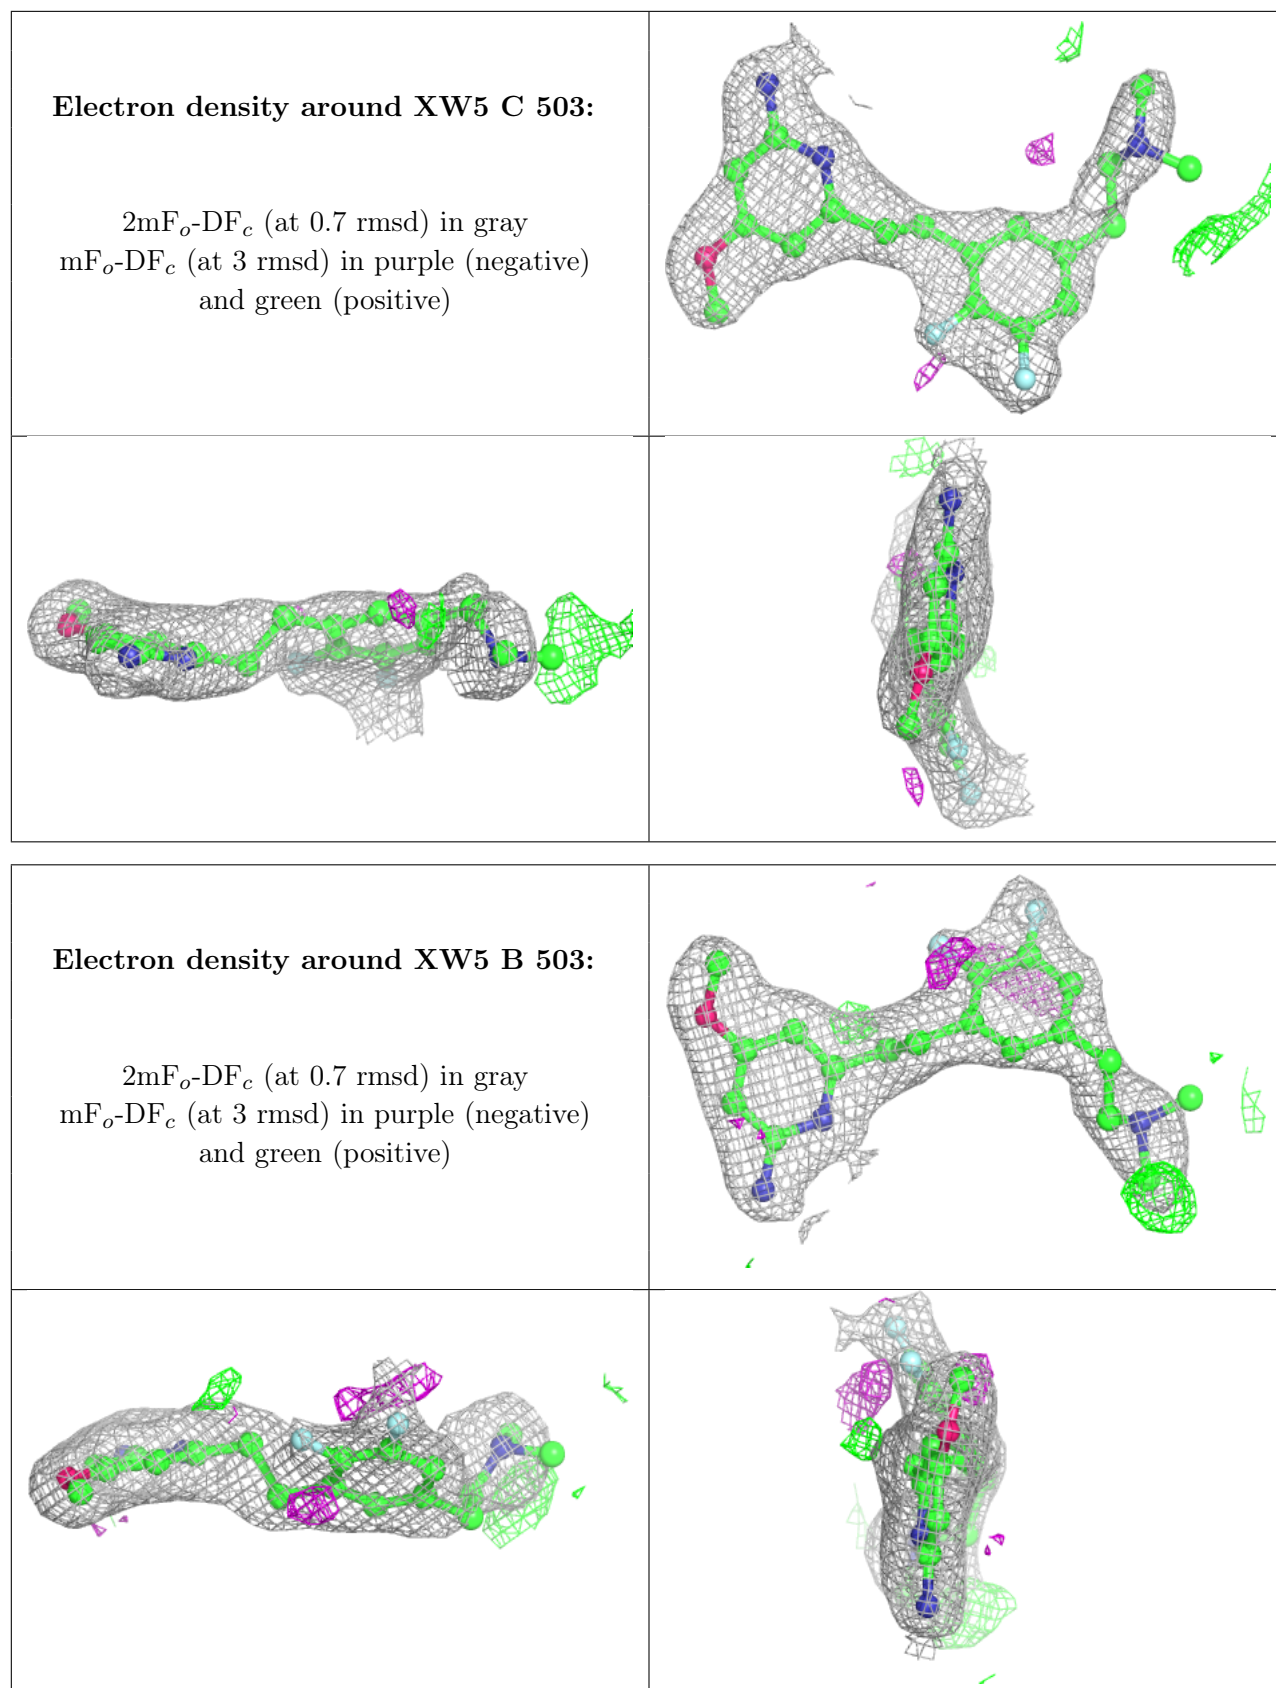 Electron density around XW5 C 503:
2mFo-DFc (at 0.7 rmsd) in gray
mFo-DFc (at 3 rmsd) in purple (negative)
and green (positive)
Electron density around XW5 B 503:
2mFo-DFc (at 0.7 rmsd) in gray
mFo-DFc (at 3 rmsd) in purple (negative)
and green (positive)